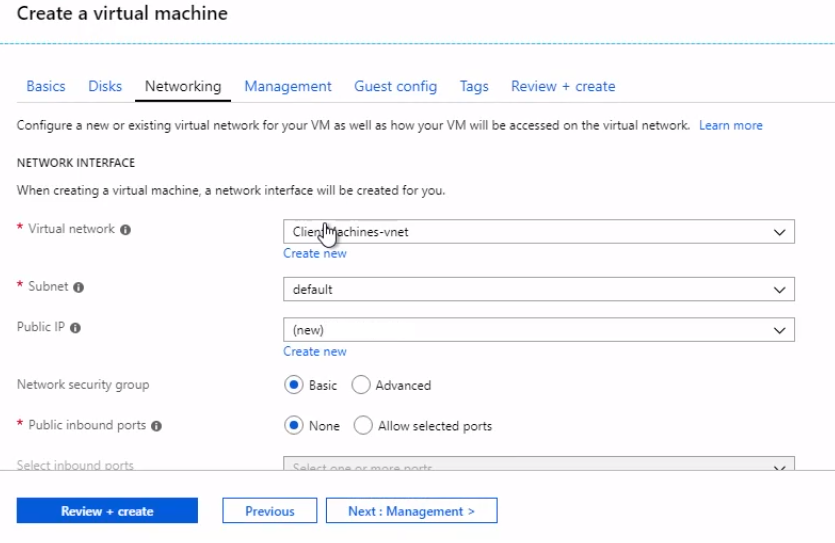 Create a virtual machine
Basics Disks Networking Management Guest config Tags Review + create
Configure a new or existing virtual network for your VM as well as how your VM will be accessed on the virtual network. Learn more
NETWORK INTERFACE
When creating a virtual machine, a network interface will be created for you.
* Virtual network
ClientMachines-vnet
Create new
* Subnet
default
Public IP
(new)
Create new
Network security group
Basic Advanced
* Public inbound ports
None Allow selected ports
Select inbound ports
Select one or more ports
Review + create Previous Next : Management >